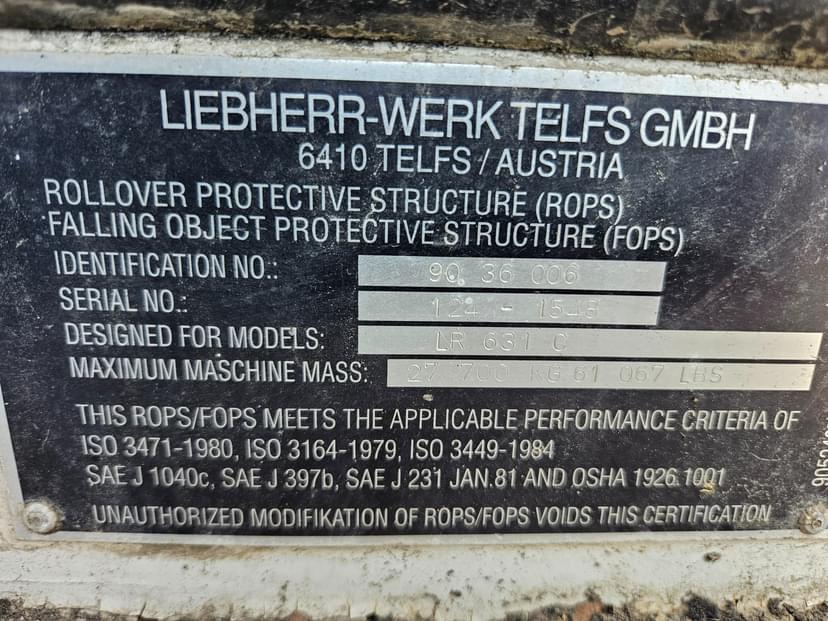 LIEBHERR-WERK TELFS GMBH
6410 TELFS / AUSTRIA
ROLLOVER PROTECTIVE STRUCTURE (ROPS)
FALLING OBJECT PROTECTIVE STRUCTURE (FOPS)
IDENTIFICATION NO.: 90 36 006
SERIAL NO.: 124 -
DESIGNED FOR MODELS: LR 631 C
MAXIMUM MASCHINE MASS: 27 700 KG 61 067 LBS
THIS ROPS/FOPS MEETS THE APPLICABLE PERFORMANCE CRITERIA OF
ISO 3471-1980, ISO 3164-1979, ISO 3449-1984
SAE J 1040c, SAE J 397b, SAE J 231 JAN.81 AND OSHA 1926.1001
UNAUTHORIZED MODIFIKATION OF ROPS/FOPS VOIDS THIS CERTIFICATION